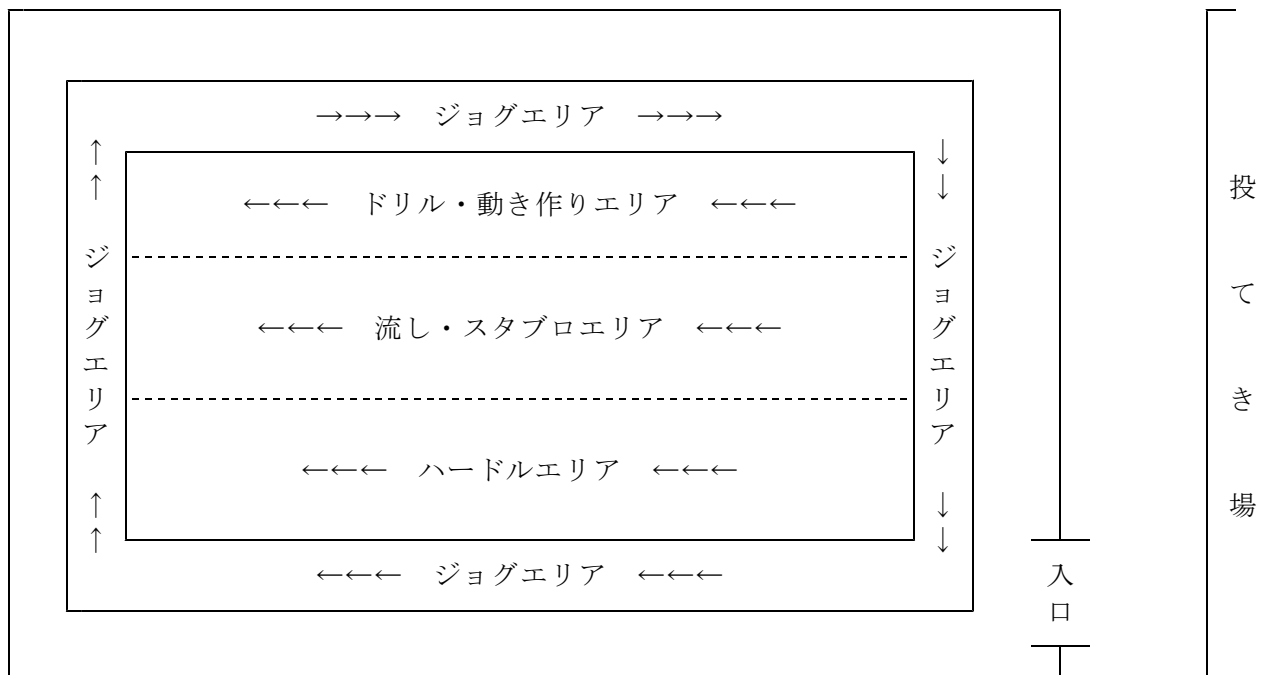 →→→ ジョグエリア →→→
↑
↑
ジョグエリア
↑
↑
←←← ドリル・動き作りエリア ←←←
←←← 流し・スタブロエリア ←←←
←←← ハードルエリア ←←←
↓
↓
ジョグエリア
↓
↓
←←← ジョグエリア ←←←
入口
投てき場